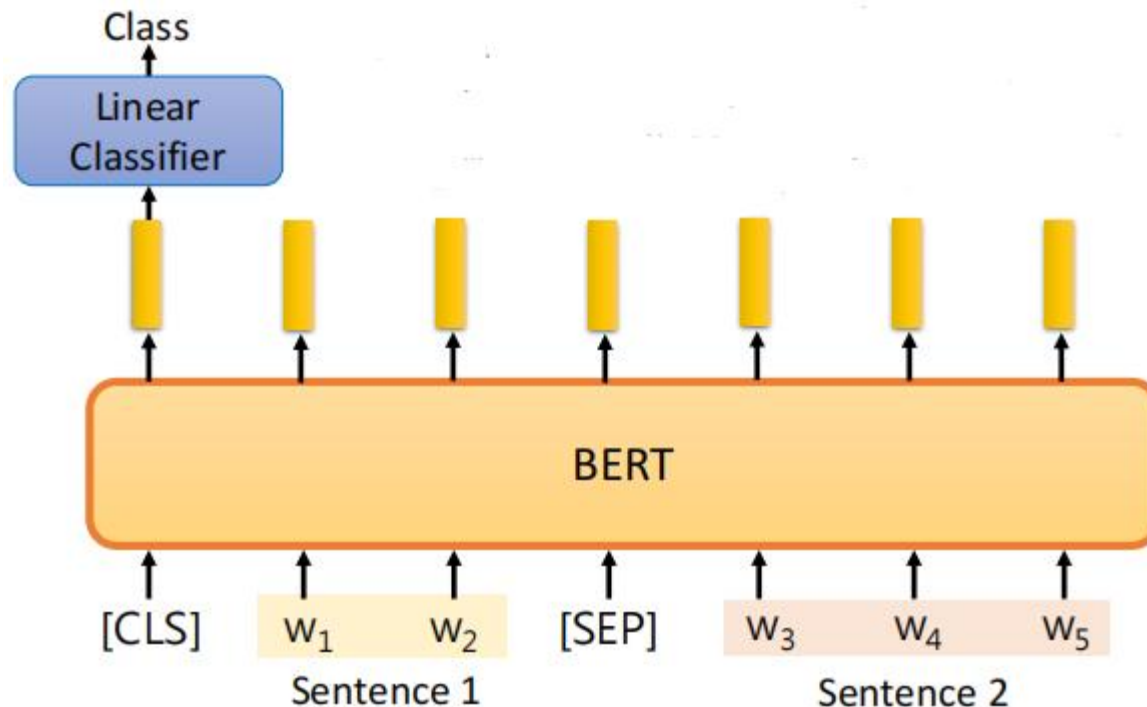 Class
Linear
Classifier
BERT
[CLS] w₁ w₂ [SEP] w₃ w₄ w₅
Sentence 1 Sentence 2